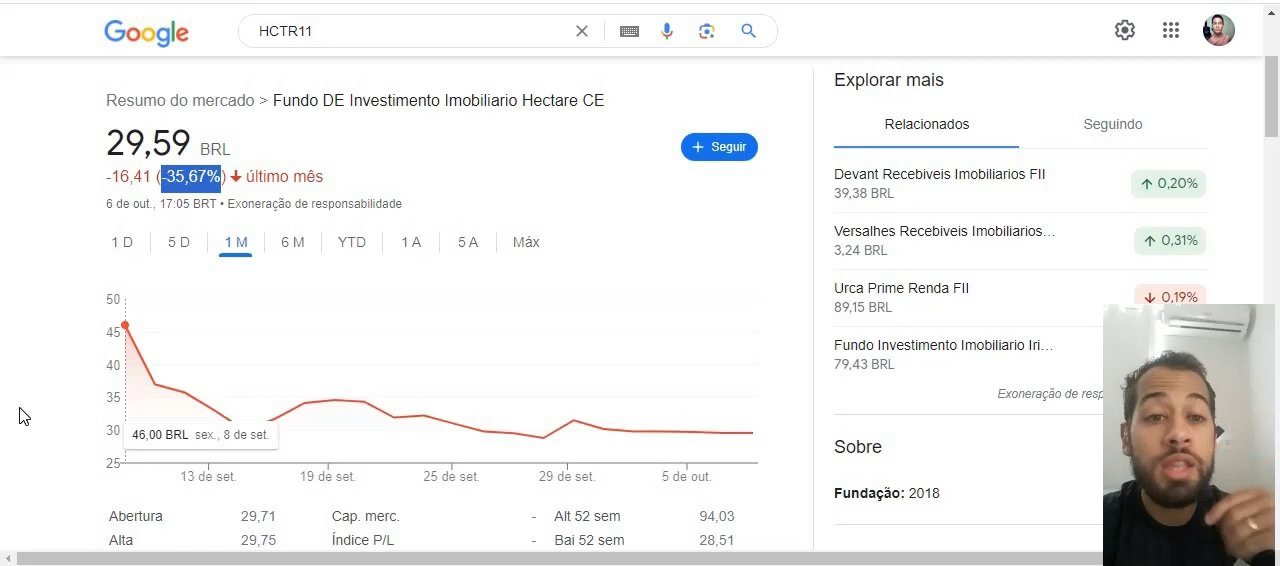 Google
HCTR11
Resumo do mercado > Fundo DE Investimento Imobiliario Hectare CE
29,59 BRL
+ Seguir
-16,41 (-35,67%) ↓ último mês
6 de out., 17:05 BRT • Exoneração de responsabilidade
1 D 5 D 1 M 6 M YTD 1 A 5 A Máx
50
45
40
35
30
25
46,00 BRL sex., 8 de set.
13 de set. 19 de set. 25 de set. 29 de set. 5 de out.
Abertura 29,71 Cap. merc. - Alt 52 sem 94,03
Alta 29,75 Índice P/L - Bai 52 sem 28,51
Explorar mais
Relacionados Seguindo
Devant Recebiveis Imobiliarios FII
39,38 BRL
↑ 0,20%
Versalhes Recebiveis Imobiliarios...
3,24 BRL
↑ 0,31%
Urca Prime Renda FII
89,15 BRL
↓ 0,19%
Fundo Investimento Imobiliario Iri...
79,43 BRL
Exoneração de resp
Sobre
Fundação: 2018